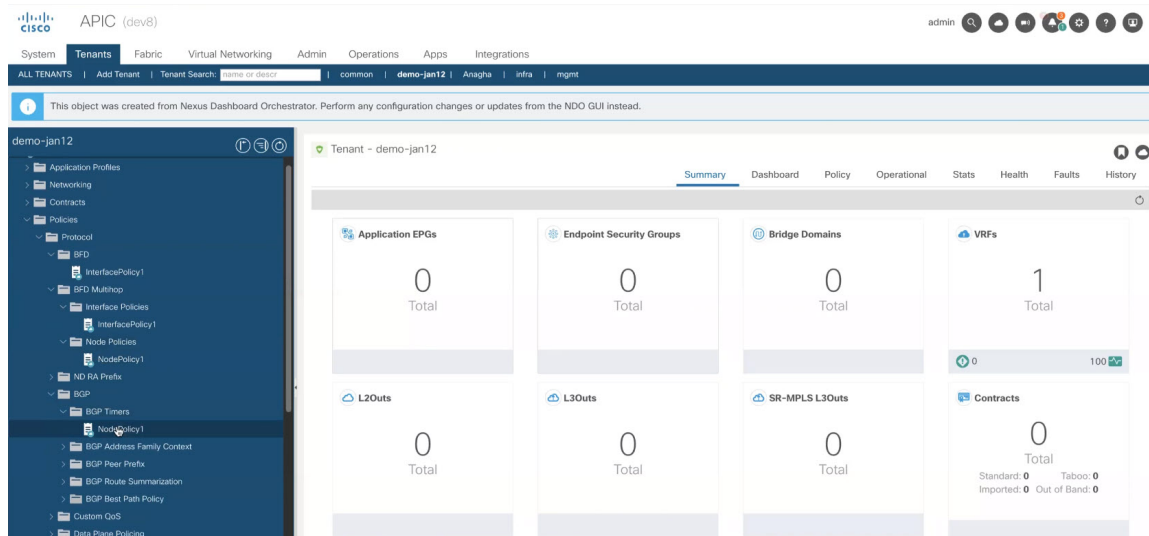 CISCO APIC (dev8) admin
System Tenants Fabric Virtual Networking Admin Operations Apps Integrations
ALL TENANTS | Add Tenant | Tenant Search: name or descr | common | demo-jan12 | Anagha | infra | mgmt
This object was created from Nexus Dashboard Orchestrator. Perform any configuration changes or updates from the NDO GUI instead.
demo-jan12
Application Profiles
Networking
Contracts
Policies
Protocol
BFD
InterfacePolicy1
BFD Multihop
Interface Policies
InterfacePolicy1
Node Policies
NodePolicy1
ND RA Prefix
BGP
BGP Timers
NodePolicy1
BGP Address Family Context
BGP Peer Prefix
BGP Route Summarization
BGP Best Path Policy
Custom QoS
Data Plane Policing
Tenant - demo-jan12
Summary Dashboard Policy Operational Stats Health Faults History
Application EPGs
0
Total
Endpoint Security Groups
0
Total
Bridge Domains
0
Total
VRFs
1
Total
0 100
L2Outs
0
Total
L3Outs
0
Total
SR-MPLS L3Outs
0
Total
Contracts
0
Total
Standard: 0 Taboo: 0
Imported: 0 Out of Band: 0